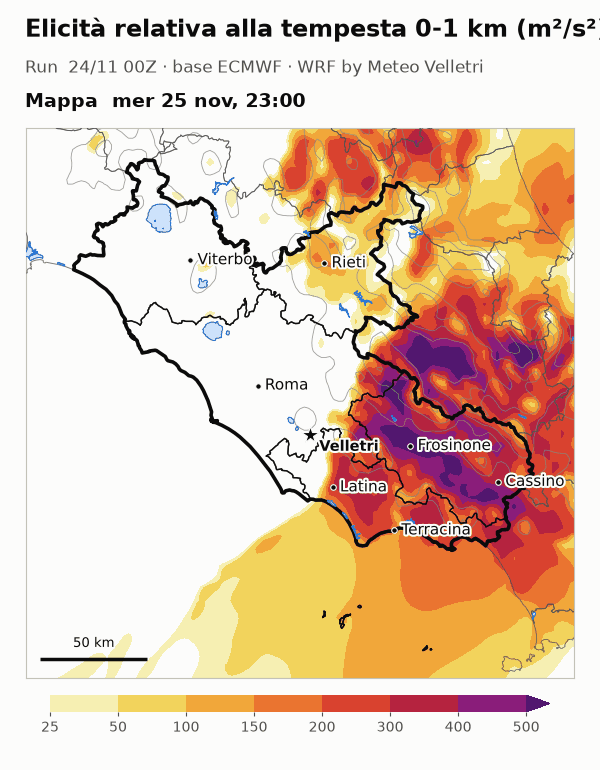 Elicità relativa alla tempesta 0-1 km (m²/s²)
Run  24/11 00Z · base ECMWF · WRF by Meteo Velletri
Mappa  mer 25 nov, 23:00
Viterbo
Rieti
Roma
Velletri
Frosinone
Latina
Cassino
Terracina
50 km
25 50 100 150 200 300 400 500